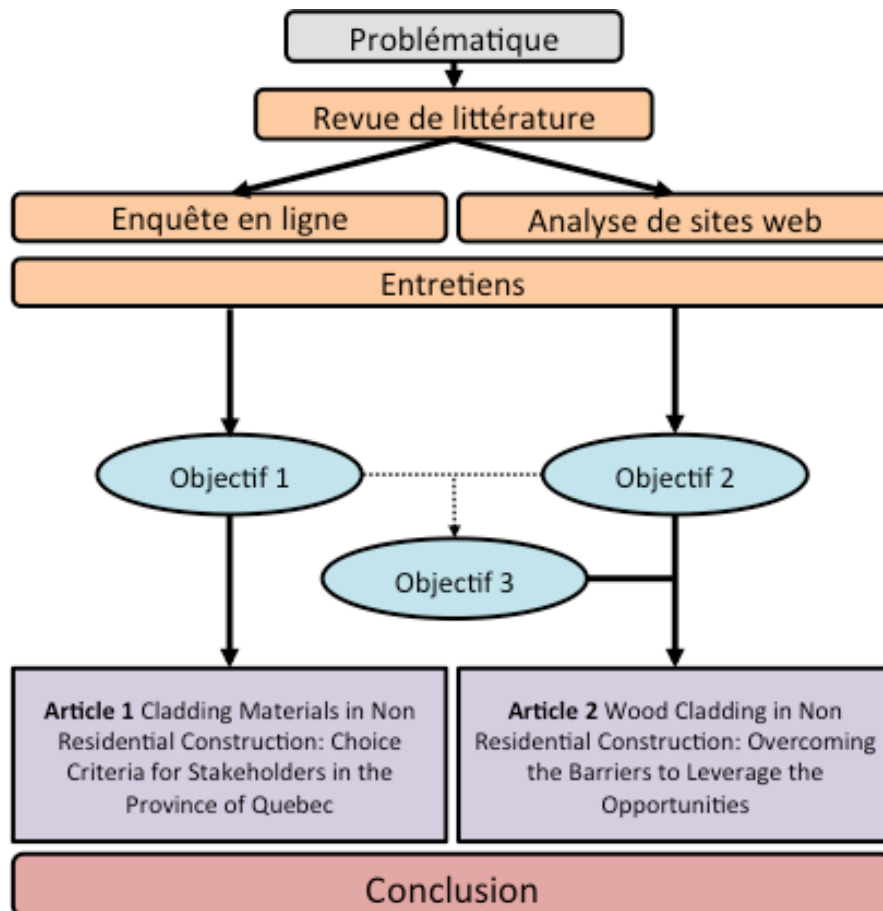 Problématique
Revue de littérature
Enquête en ligne
Analyse de sites web
Entretiens
Objectif 1
Objectif 2
Objectif 3
Article 1 Cladding Materials in Non
Residential Construction: Choice
Criteria for Stakeholders in the
Province of Quebec
Article 2 Wood Cladding in Non
Residential Construction: Overcoming
the Barriers to Leverage the
Opportunities
Conclusion